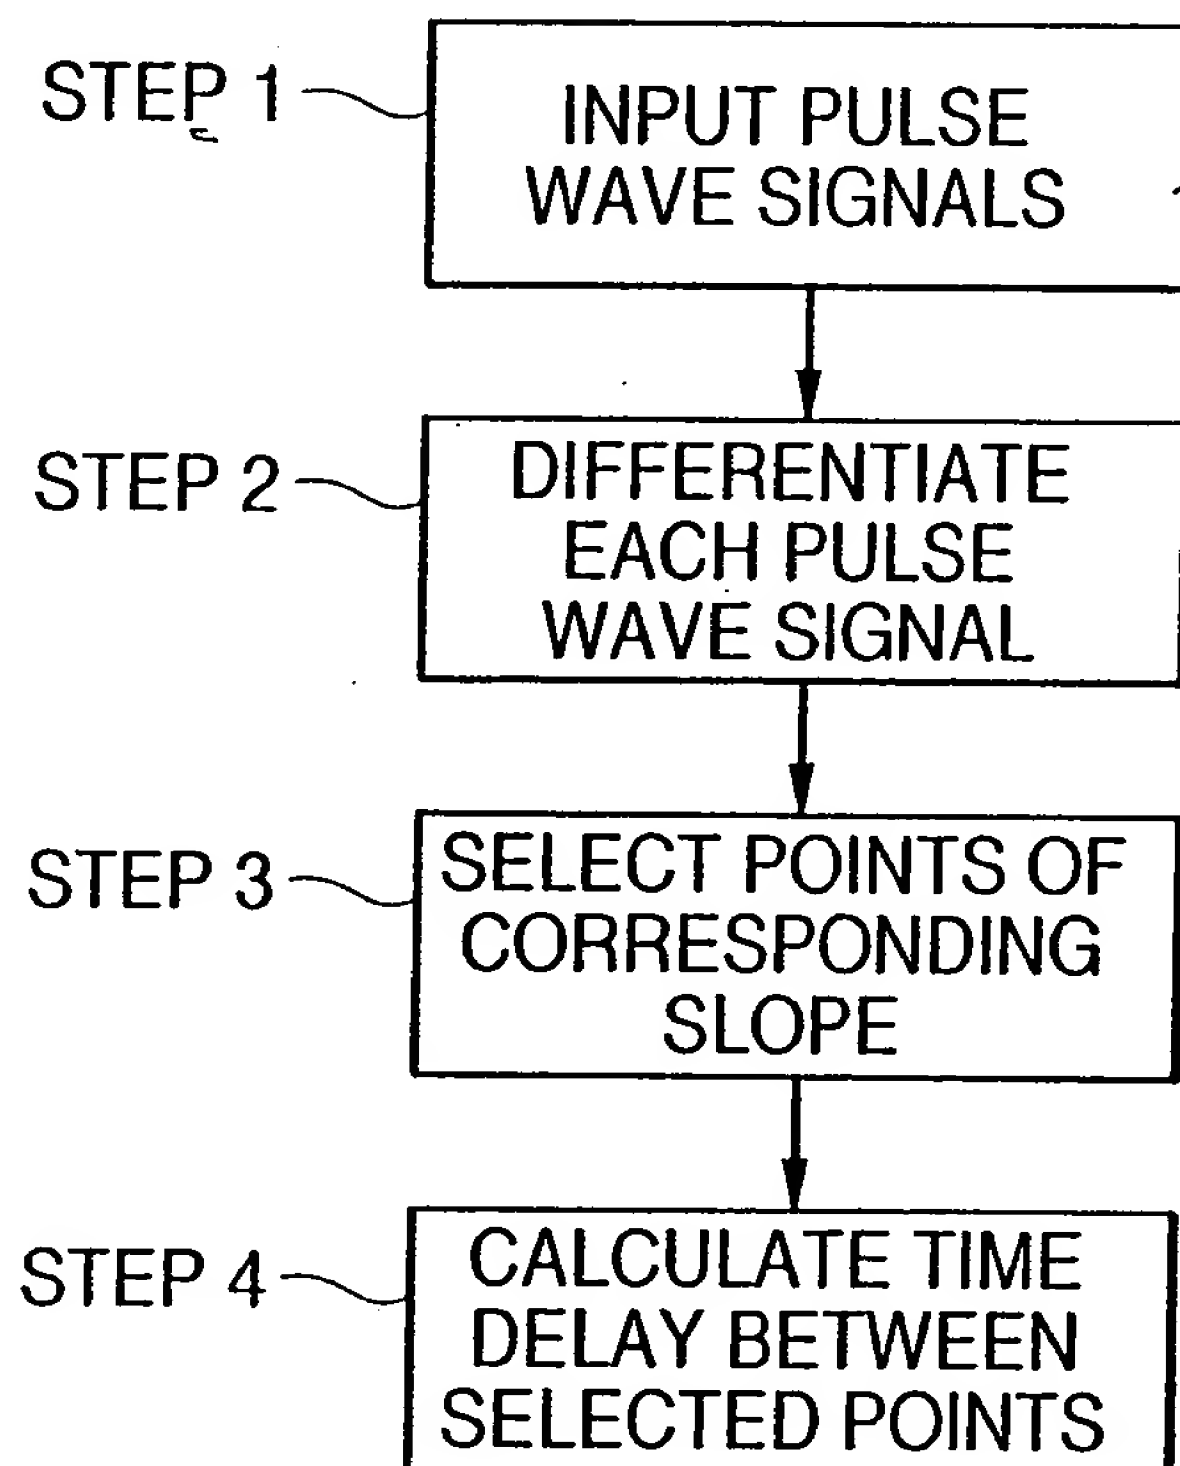 STEP 1
INPUT PULSE
WAVE SIGNALS
STEP 2
DIFFERENTIATE
EACH PULSE
WAVE SIGNAL
STEP 3
SELECT POINTS OF
CORRESPONDING
SLOPE
STEP 4
CALCULATE TIME
DELAY BETWEEN
SELECTED POINTS